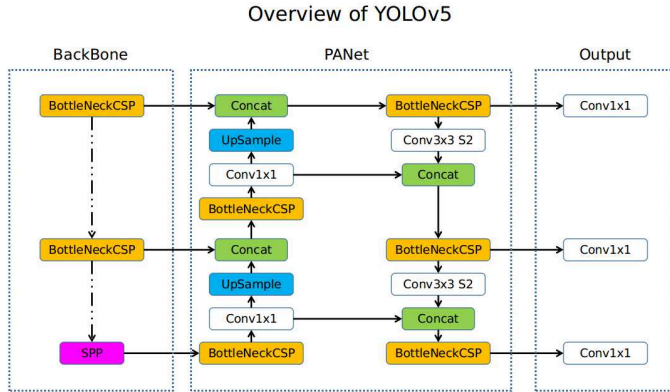 Overview of YOLOv5
BackBone
PANet
Output
BottleNeckCSP
Concat
BottleNeckCSP
Conv1x1
UpSample
Conv3x3 S2
Conv1x1
Concat
BottleNeckCSP
BottleNeckCSP
Concat
BottleNeckCSP
Conv1x1
UpSample
Conv3x3 S2
Conv1x1
Concat
SPP
BottleNeckCSP
BottleNeckCSP
Conv1x1